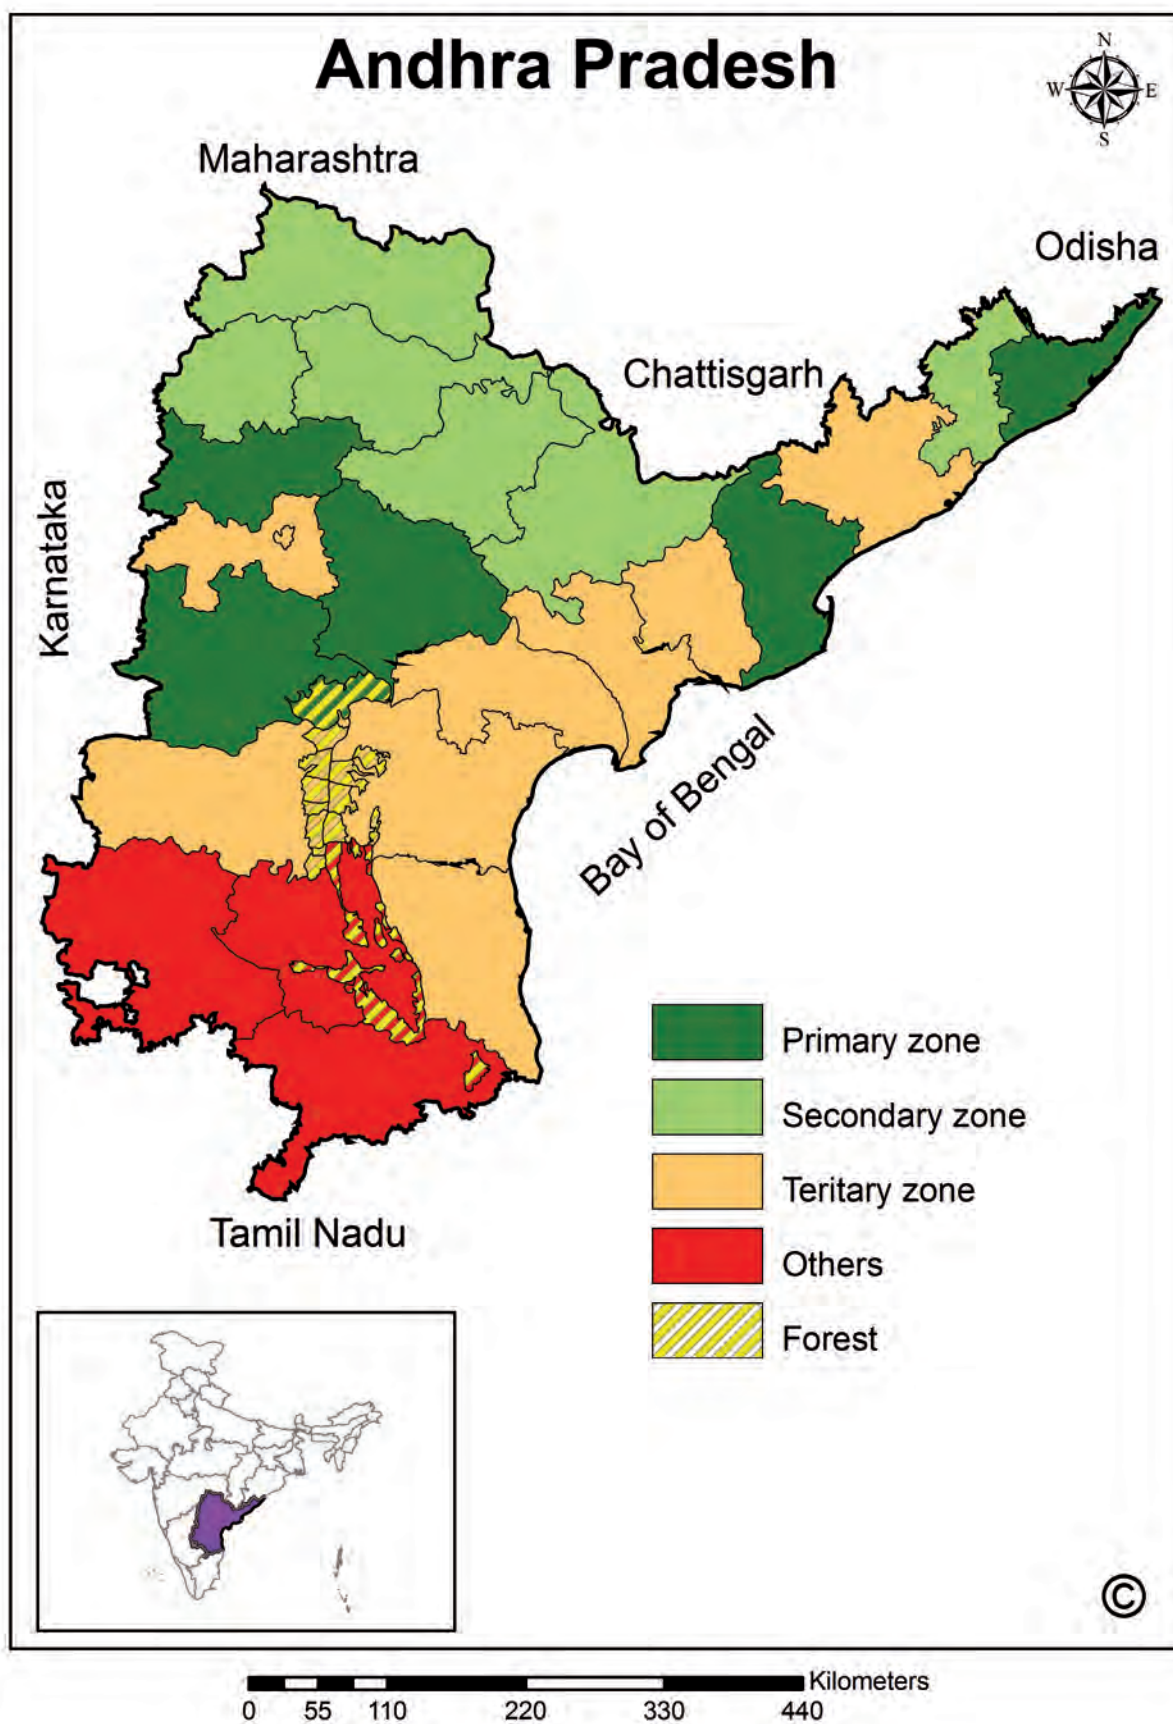 Andhra Pradesh
N
W E
S
Maharashtra
Odisha
Chattisgarh
Karnataka
Bay of Bengal
Primary zone
Secondary zone
Teritary zone
Others
Forest
Tamil Nadu
©
Kilometers
0 55 110 220 330 440